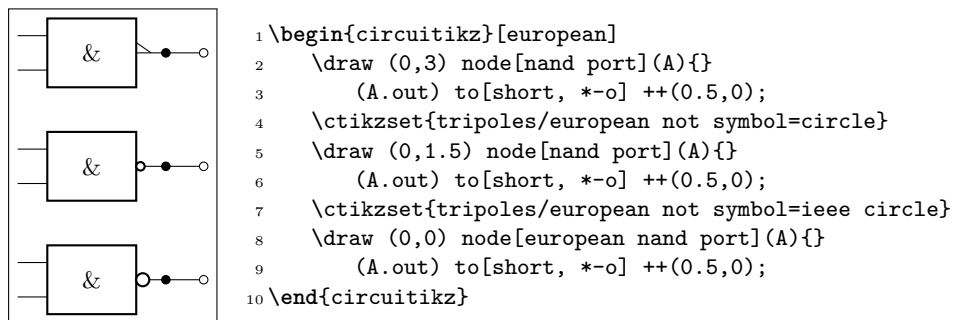 &
&
&
1 \begin{circuitikz}[european]
2 \draw (0,3) node[nand port](A){}
3 (A.out) to[short, *-o] ++(0.5,0);
4 \ctikzset{tripoles/european not symbol=circle}
5 \draw (0,1.5) node[nand port](A){}
6 (A.out) to[short, *-o] ++(0.5,0);
7 \ctikzset{tripoles/european not symbol=ieee circle}
8 \draw (0,0) node[european nand port](A){}
9 (A.out) to[short, *-o] ++(0.5,0);
10 \end{circuitikz}